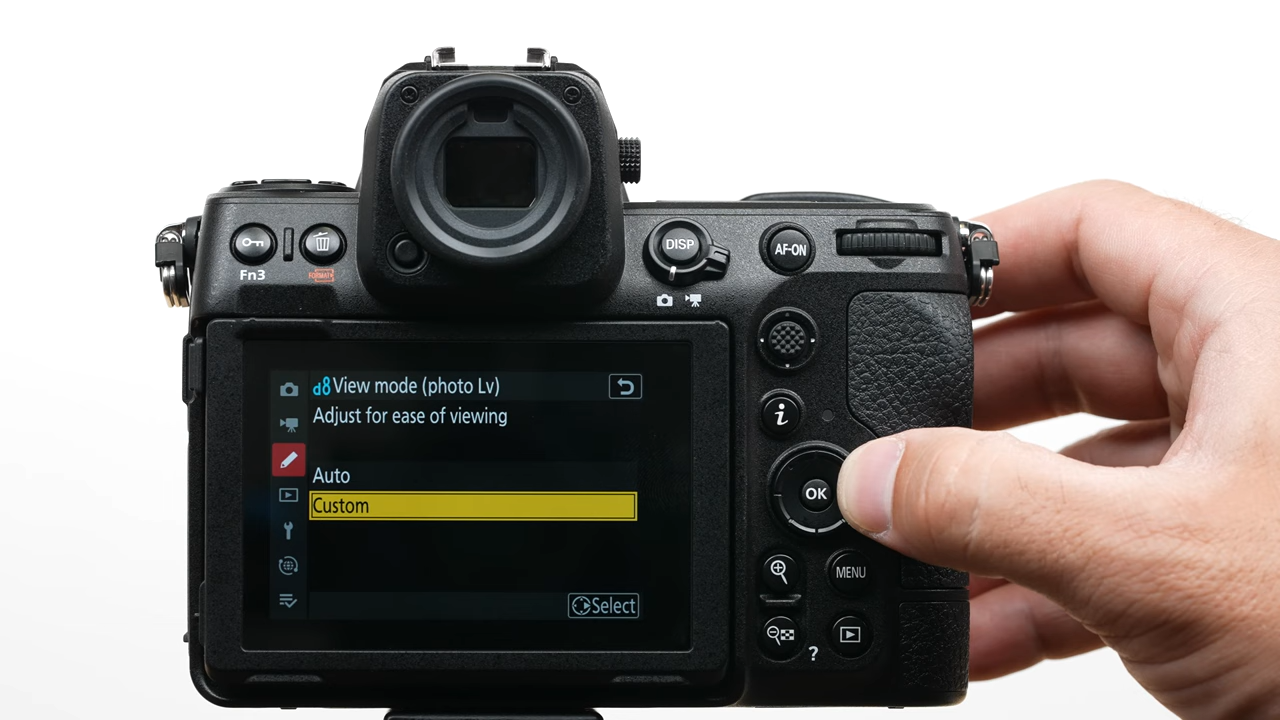 DISP
AF-ON
Fn3
FORMAT
d8 View mode (photo Lv)
Adjust for ease of viewing
Auto
Custom
Select
i
OK
MENU
?